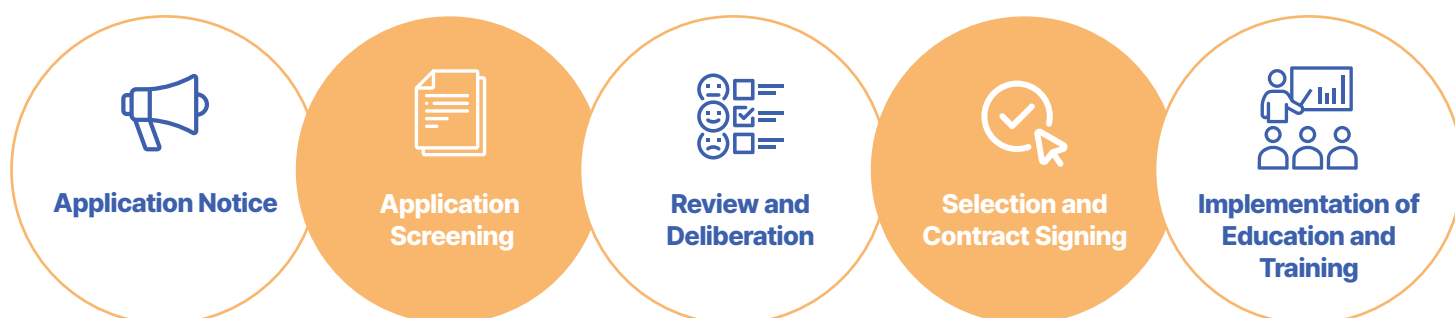 Application Notice
Application
Screening
Review and
Deliberation
Selection and
Contract Signing
Implementation of
Education and
Training